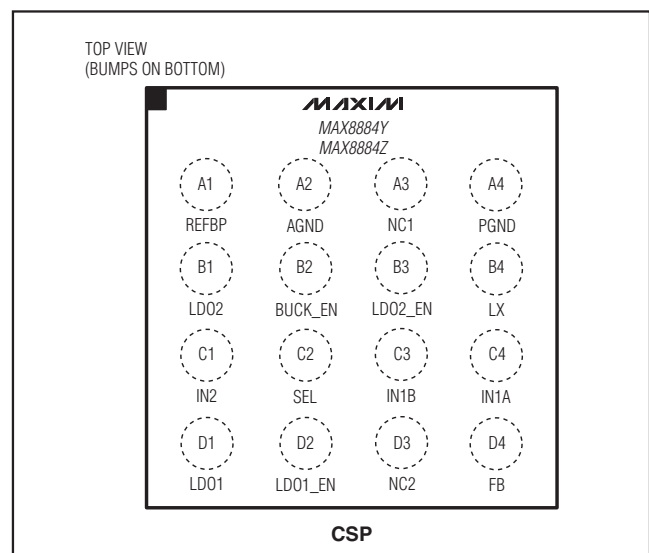 TOP VIEW
(BUMPS ON BOTTOM)
MAXIM
MAX8884Y
MAX8884Z
A1 A2 A3 A4
REFBP AGND NC1 PGND
B1 B2 B3 B4
LDO2 BUCK_EN LDO2_EN LX
C1 C2 C3 C4
IN2 SEL IN1B IN1A
D1 D2 D3 D4
LDO1 LDO1_EN NC2 FB
CSP